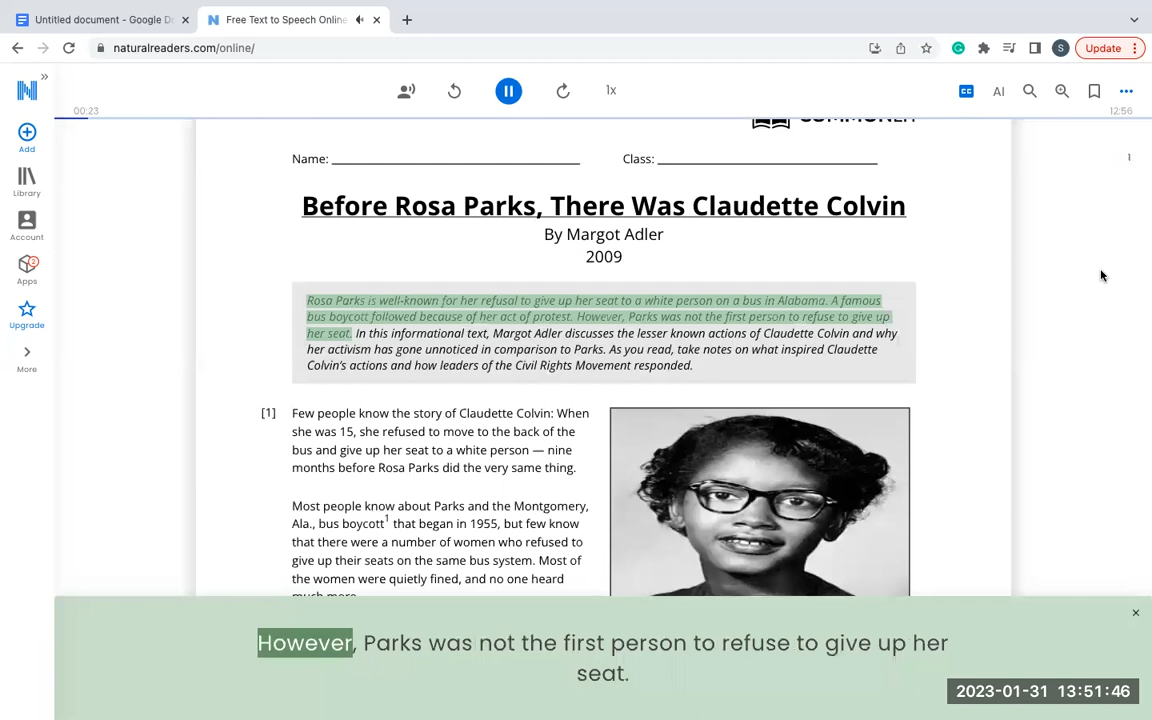 Untitled document - Google Do
Free Text to Speech Online
naturalreaders.com/online/
S
Update
1x
CC
AI
00:23
12:56
Add
Library
Account
2
Apps
Upgrade
More
COMMONLIT
Name:
Class:
1
Before Rosa Parks, There Was Claudette Colvin
By Margot Adler
2009
Rosa Parks is well-known for her refusal to give up her seat to a white person on a bus in Alabama. A famous
bus boycott followed because of her act of protest. However, Parks was not the first person to refuse to give up
her seat. In this informational text, Margot Adler discusses the lesser known actions of Claudette Colvin and why
her activism has gone unnoticed in comparison to Parks. As you read, take notes on what inspired Claudette
Colvin's actions and how leaders of the Civil Rights Movement responded.
[1] Few people know the story of Claudette Colvin: When
she was 15, she refused to move to the back of the
bus and give up her seat to a white person — nine
months before Rosa Parks did the very same thing.
Most people know about Parks and the Montgomery,
Ala., bus boycott1 that began in 1955, but few know
that there were a number of women who refused to
give up their seats on the same bus system. Most of
the women were quietly fined, and no one heard
much more.
However, Parks was not the first person to refuse to give up her
seat.
2023-01-31 13:51:46